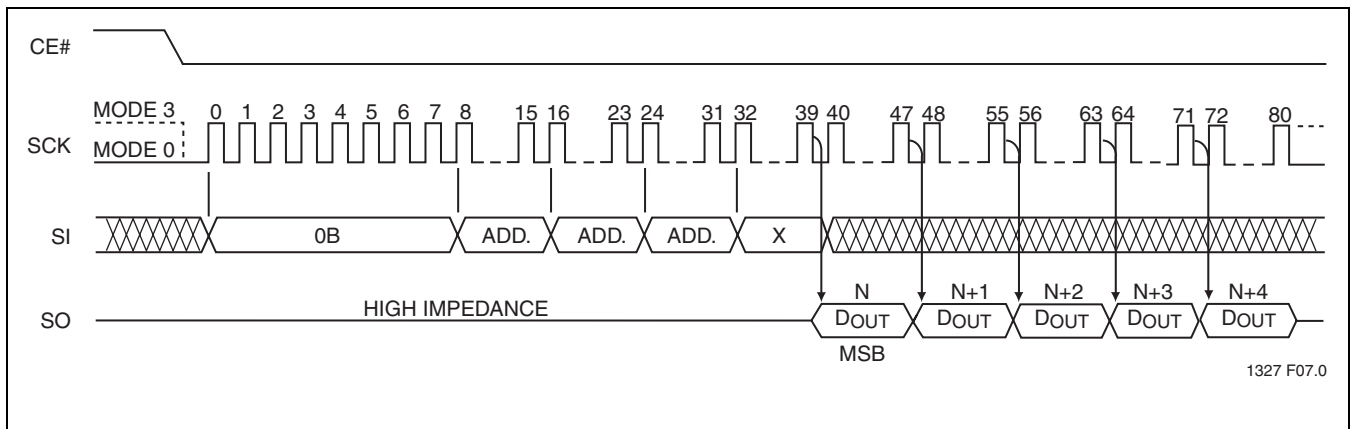 CE#
MODE 3
0 1 2 3 4 5 6 7 8 15 16 23 24 31 32 39 40 47 48 55 56 63 64 71 72 80
SCK
MODE 0
SI
0B ADD. ADD. ADD. X
N N+1 N+2 N+3 N+4
HIGH IMPEDANCE
SO
DOUT DOUT DOUT DOUT DOUT
MSB
1327 F07.0